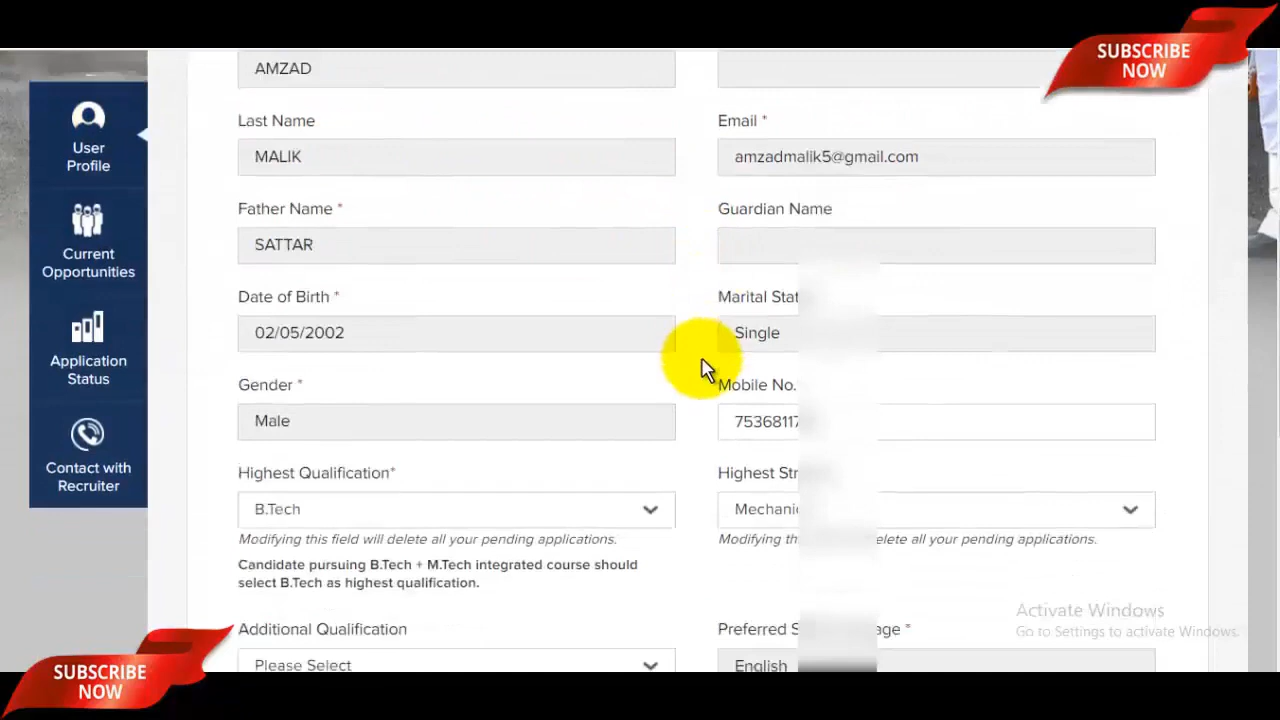 SUBSCRIBE
NOW
AMZAD
Last Name
Email *
MALIK
amzadmalik5@gmail.com
Father Name *
Guardian Name
SATTAR
Date of Birth *
Marital Stat
02/05/2002
Single
Gender *
Mobile No.
Male
7536811
Highest Qualification*
Highest Str
B.Tech
Mechani
Modifying this field will delete all your pending applications.
Modifying th elete all your pending applications.
Candidate pursuing B.Tech + M.Tech integrated course should
select B.Tech as highest qualification.
Additional Qualification
Preferred S age *
Please Select
English
User
Profile
Current
Opportunities
Application
Status
Contact with
Recruiter
Activate Windows
Go to Settings to activate Windows.
SUBSCRIBE
NOW